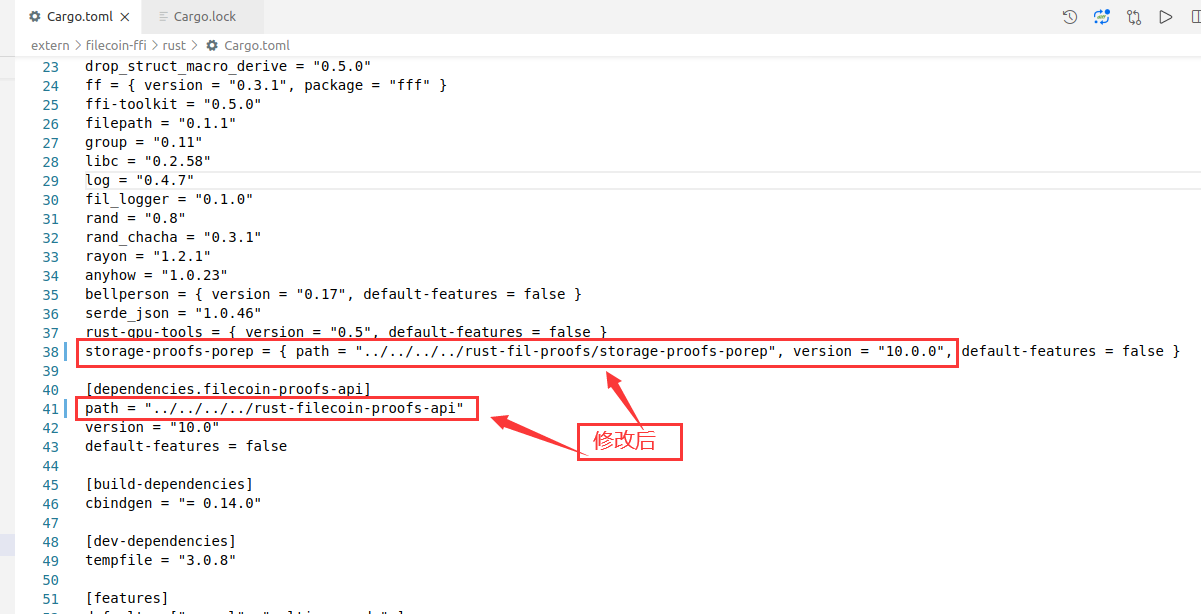 Cargo.toml
Cargo.lock
extern > filecoin-ffi > rust > Cargo.toml
23 drop_struct_macro_derive = "0.5.0"
24 ff = { version = "0.3.1", package = "fff" }
25 ffi-toolkit = "0.5.0"
26 filepath = "0.1.1"
27 group = "0.11"
28 libc = "0.2.58"
29 log = "0.4.7"
30 fil_logger = "0.1.0"
31 rand = "0.8"
32 rand_chacha = "0.3.1"
33 rayon = "1.2.1"
34 anyhow = "1.0.23"
35 bellperson = { version = "0.17", default-features = false }
36 serde_json = "1.0.46"
37 rust-gpu-tools = { version = "0.5", default-features = false }
38 storage-proofs-porep = { path = "../../../../rust-fil-proofs/storage-proofs-porep", version = "10.0.0", default-features = false }
39
40 [dependencies.filecoin-proofs-api]
41 path = "../../../../rust-filecoin-proofs-api"
42 version = "10.0"
修改后
43 default-features = false
44
45 [build-dependencies]
46 cbindgen = "= 0.14.0"
47
48 [dev-dependencies]
49 tempfile = "3.0.8"
50
51 [features]